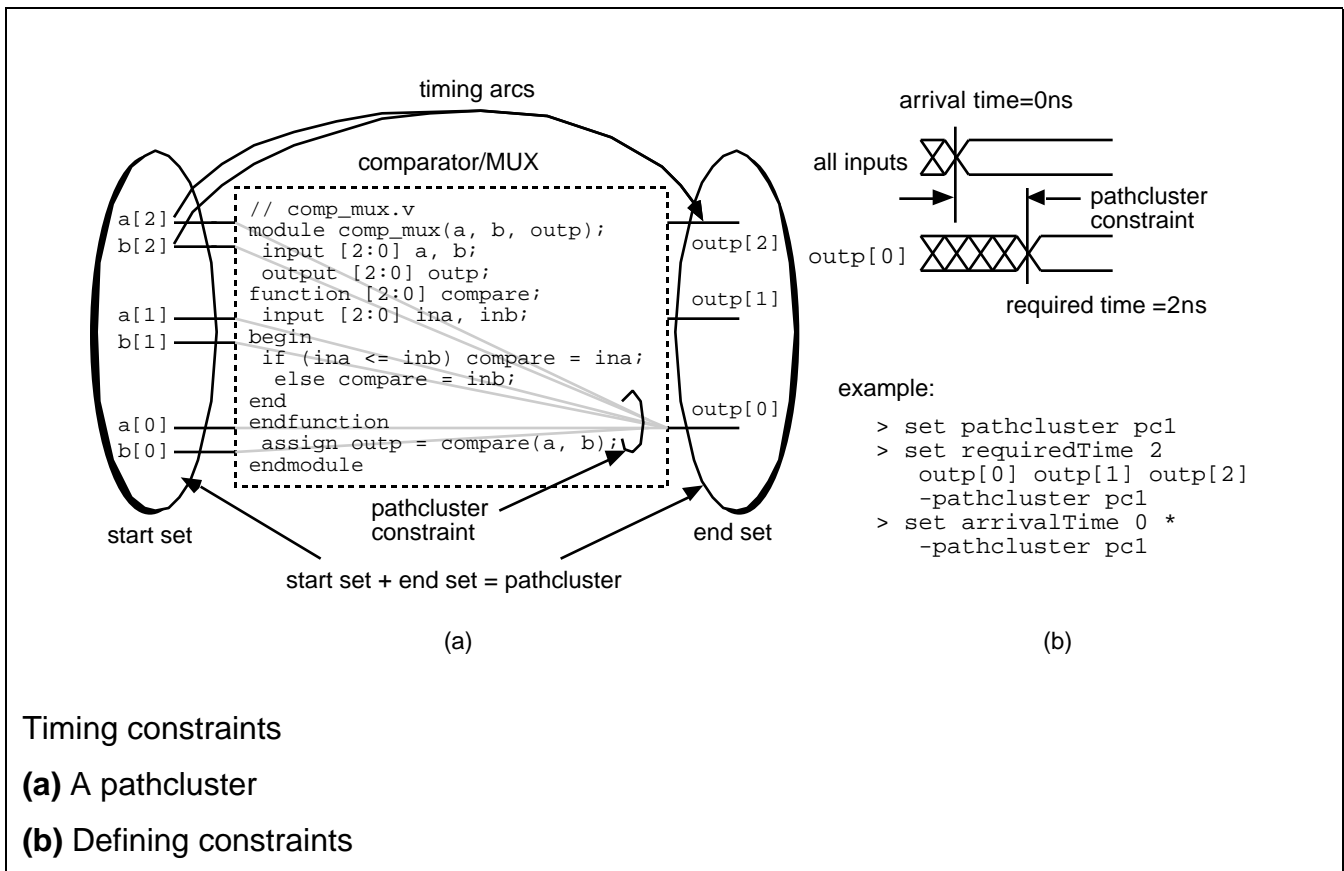 timing arcs
comparator/MUX
a[2]
b[2]
a[1]
b[1]
a[0]
b[0]
// comp_mux.v
module comp_mux(a, b, outp);
input [2:0] a, b;
output [2:0] outp;
function [2:0] compare;
input [2:0] ina, inb;
begin
if (ina <= inb) compare = ina;
else compare = inb;
end
endfunction
assign outp = compare(a, b);
endmodule
outp[2]
outp[1]
outp[0]
start set
pathcluster
constraint
end set
start set + end set = pathcluster
(a)
arrival time=0ns
all inputs
pathcluster
constraint
outp[0]
required time =2ns
example:
> set pathcluster pc1
> set requiredTime 2
outp[0] outp[1] outp[2]
-pathcluster pc1
> set arrivalTime 0 *
-pathcluster pc1
(b)
Timing constraints
(a) A pathcluster
(b) Defining constraints